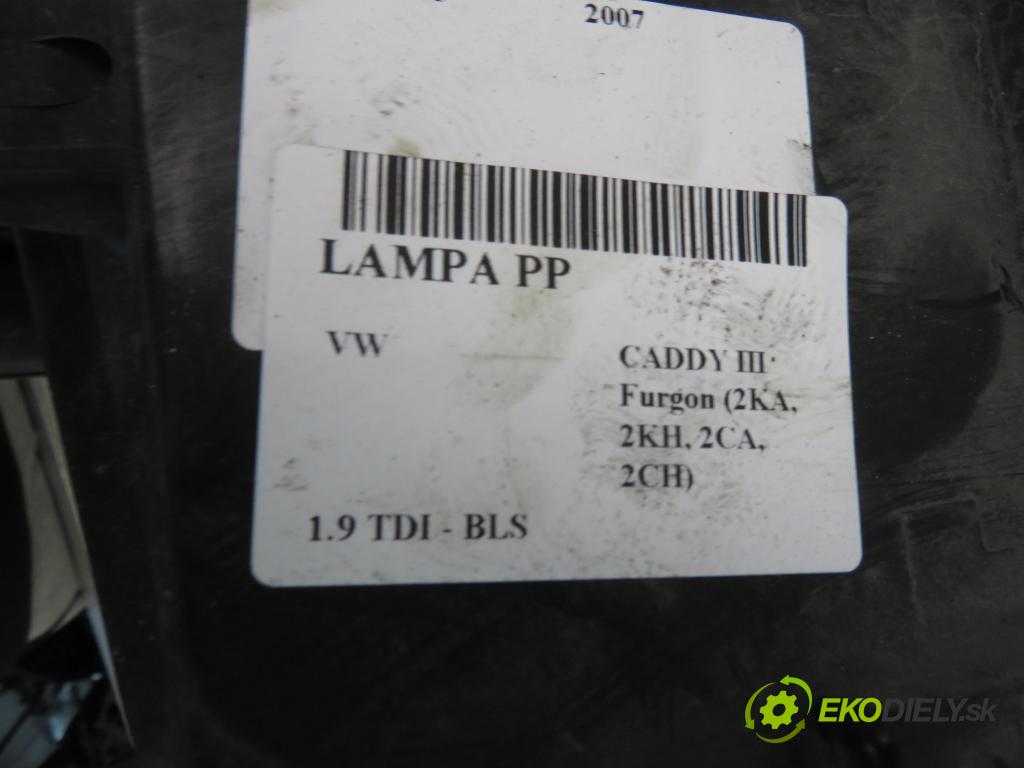 2007
LAMPA PP
VW
CADDY III
Furgon (2KA,
2KH, 2CA,
2CH)
1.9 TDI - BLS
EKODIELY.sk